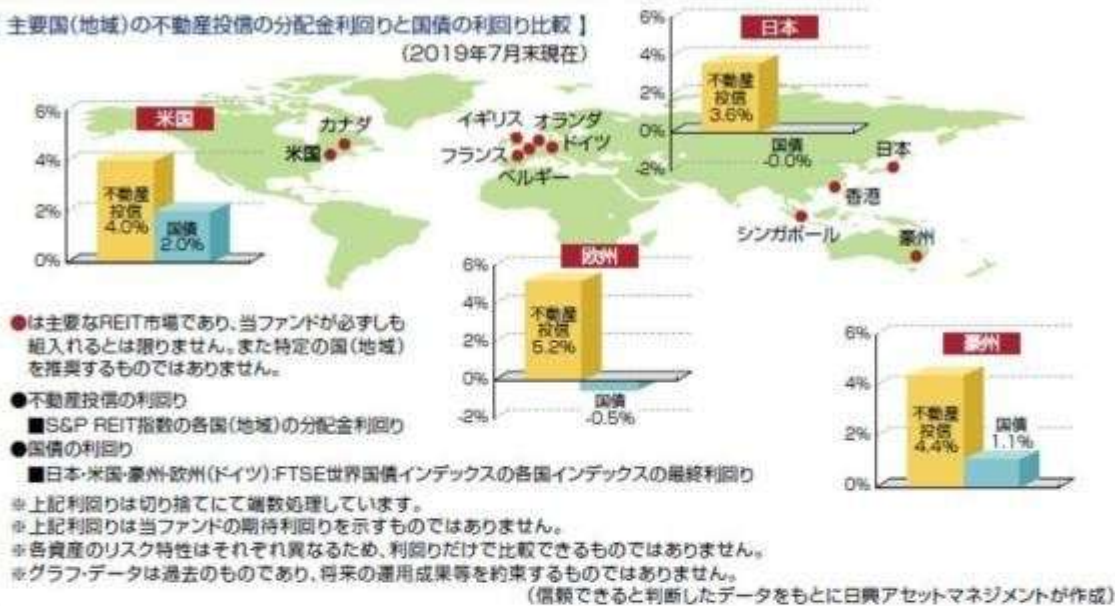 主要国(地域)の不動産投信の分配金利回りと国債の利回り比較】
(2019年7月末現在)
米国
6%
4%
2%
0%
不動産
投信
4.0%
国債
2.0%
カナダ
米国
イギリス
オランダ
フランス
ドイツ
ベルギー
日本
6%
4%
2%
0%
-2%
不動産
投信
3.6%
国債
-0.0%
日本
香港
シンガポール
豪州
欧州
6%
4%
2%
0%
-2%
不動産
投信
5.2%
国債
-0.5%
豪州
6%
4%
2%
0%
不動産
投信
4.4%
国債
1.1%
●は主要なREIT市場であり、当ファンドが必ずしも
組入れるとは限りません。また特定の国(地域)
を推奨するものではありません。
●不動産投信の利回り
■S&P REIT指数の各国(地域)の分配金利回り
●国債の利回り
■日本・米国・豪州・欧州(ドイツ):FTSE世界国債インデックスの各国インデックスの最終利回り
※上記利回りは切り捨てにて端数処理しています。
※上記利回りは当ファンドの期待利回りを示すものではありません。
※各資産のリスク特性はそれぞれ異なるため、利回りだけで比較できるものではありません。
※グラフ・データは過去のものであり、将来の運用成果等を約束するものではありません。
(信頼できると判断したデータをもとに日興アセットマネジメントが作成)